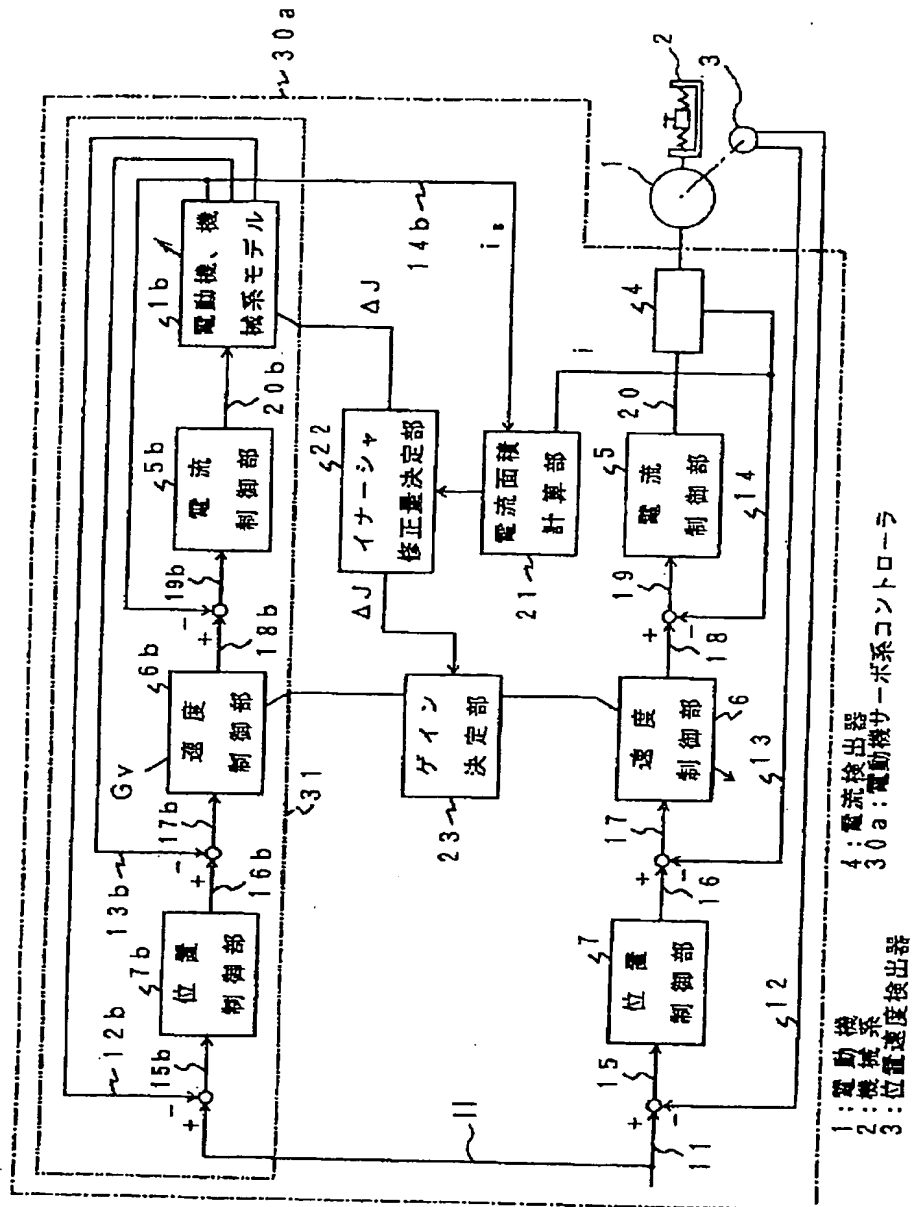 30a
12b
13b
Gv
7b
位置
制御部
15b
16b
17b
6b
速度
制御部
18b
19b
5b
電流
制御部
20b
1b
電動機、機
械系モデル
31
14b
is
ΔJ
ΔJ
22
イナーシャ
修正量決定部
電流面積
計算部
21
ゲイン
決定部
23
11
11
15
7
位置
制御部
16
17
速度
制御部
6
18
19
5
電流
制御部
20
i
4
1
2
3
12
13
14
1:電動機
2:機械系
3:位置速度検出器
4:電流検出器
30a:電動機サーボ系コントローラ